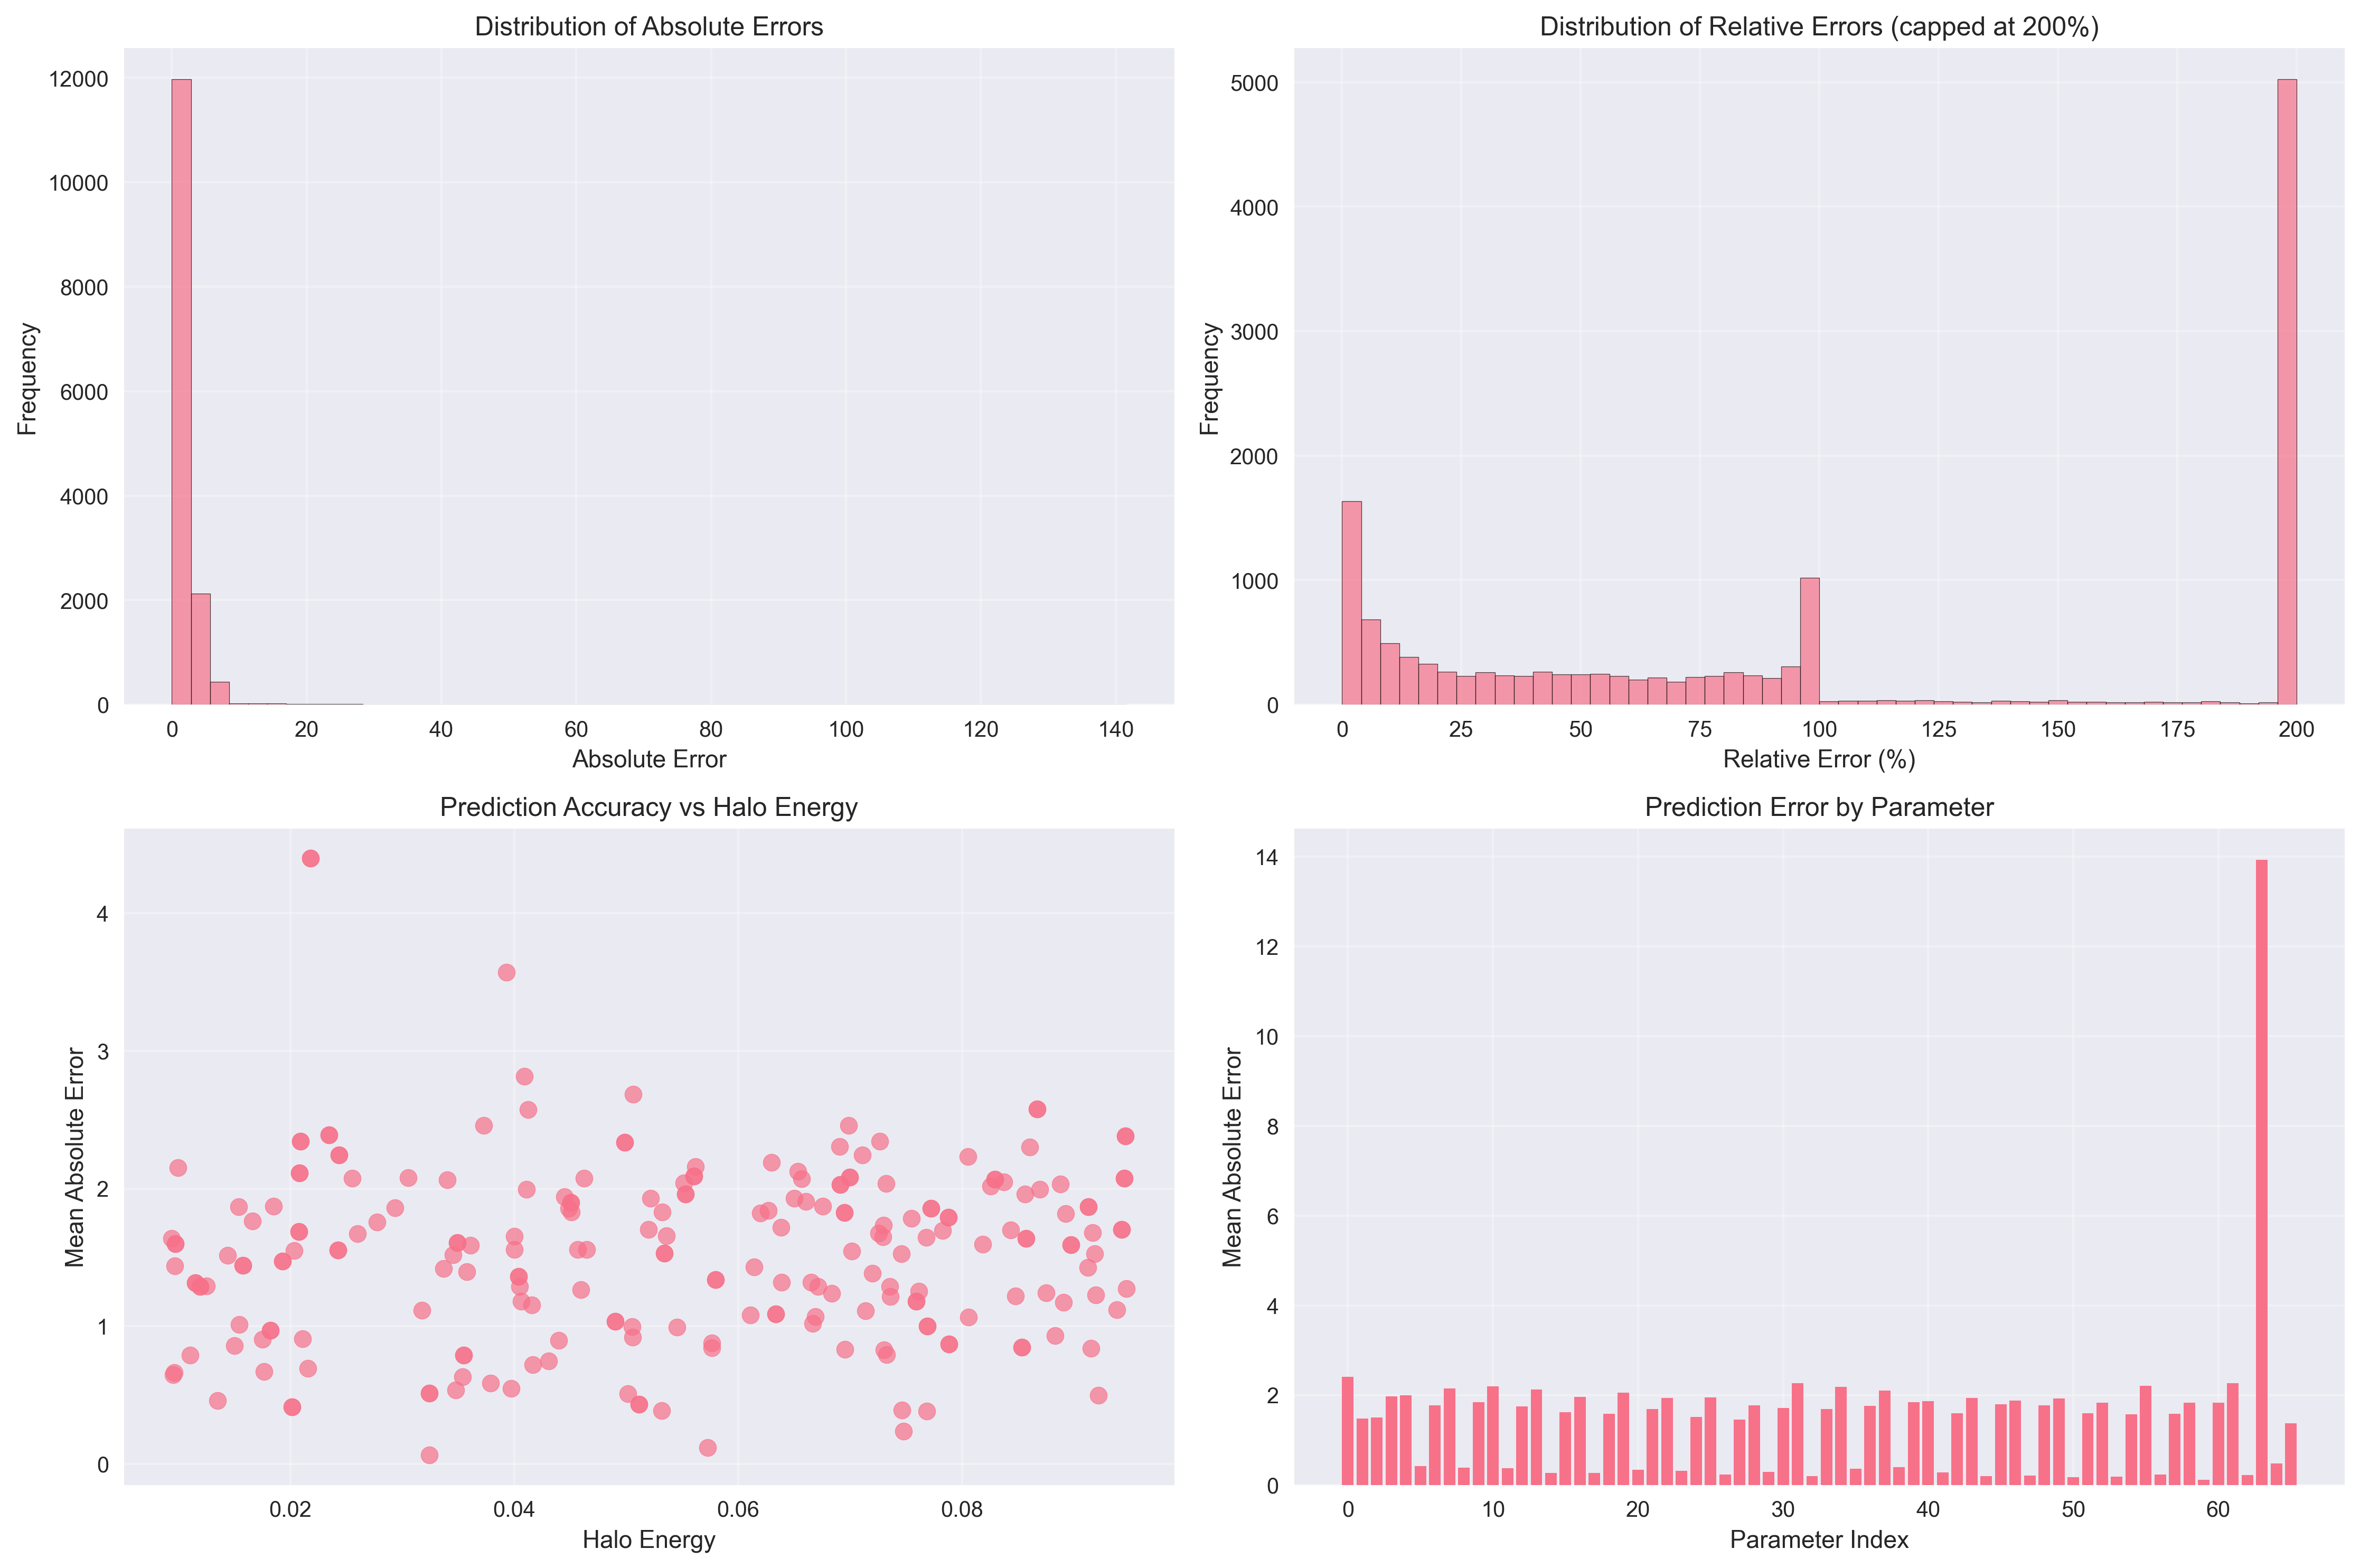 Distribution of Absolute Errors
12000
10000
8000
6000
4000
2000
0
Frequency
0 20 40 60 80 100 120 140
Absolute Error
Distribution of Relative Errors (capped at 200%)
5000
4000
3000
2000
1000
0
Frequency
0 25 50 75 100 125 150 175 200
Relative Error (%)
Prediction Accuracy vs Halo Energy
4
3
2
1
0
Mean Absolute Error
0.02 0.04 0.06 0.08
Halo Energy
Prediction Error by Parameter
14
12
10
8
6
4
2
0
Mean Absolute Error
0 10 20 30 40 50 60
Parameter Index